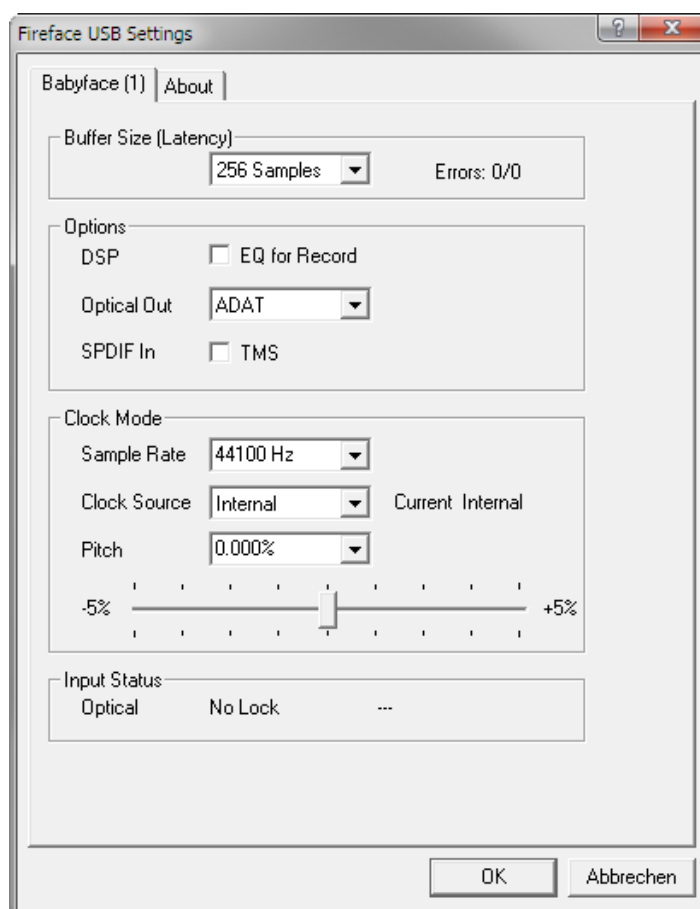 Fireface USB Settings
Babyface (1) About
Buffer Size (Latency)
256 Samples Errors: 0/0
Options
DSP EQ for Record
Optical Out ADAT
SPDIF In TMS
Clock Mode
Sample Rate 44100 Hz
Clock Source Internal Current Internal
Pitch 0.000%
-5% +5%
Input Status
Optical No Lock ---
OK Abbrechen